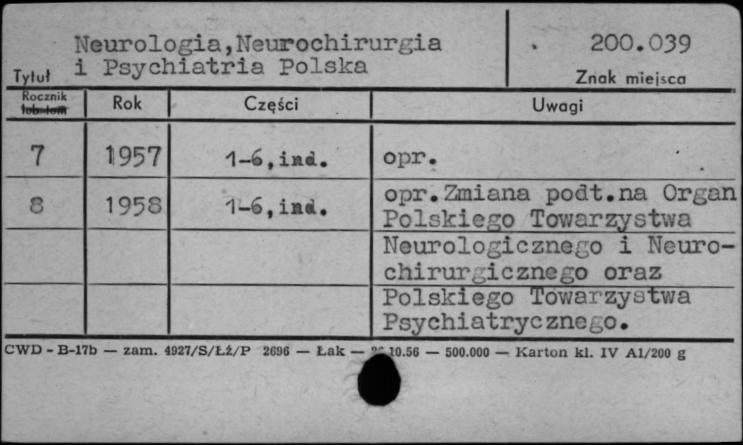 Neurologia,Neurochirurgia
i Psychiatria Polska
200.039
Tytuł
Znak miejsca
Rocznik
lub tom
Rok
Części
Uwagi
7 1957 1-6,ind. opr.
8 1958 1-6,ind. opr.Zmiana podt.na Organ
Polskiego Towarzystwa
Neurologicznego i Neuro-
chirurgicznego oraz
Polskiego Towarzystwa
Psychiatrycznego.
CWD - B-17b — zam. 4927/S/ŁŻ/P 2696 — Łak — 10.56 — 500.000 — Karton kl. IV A1/200 g